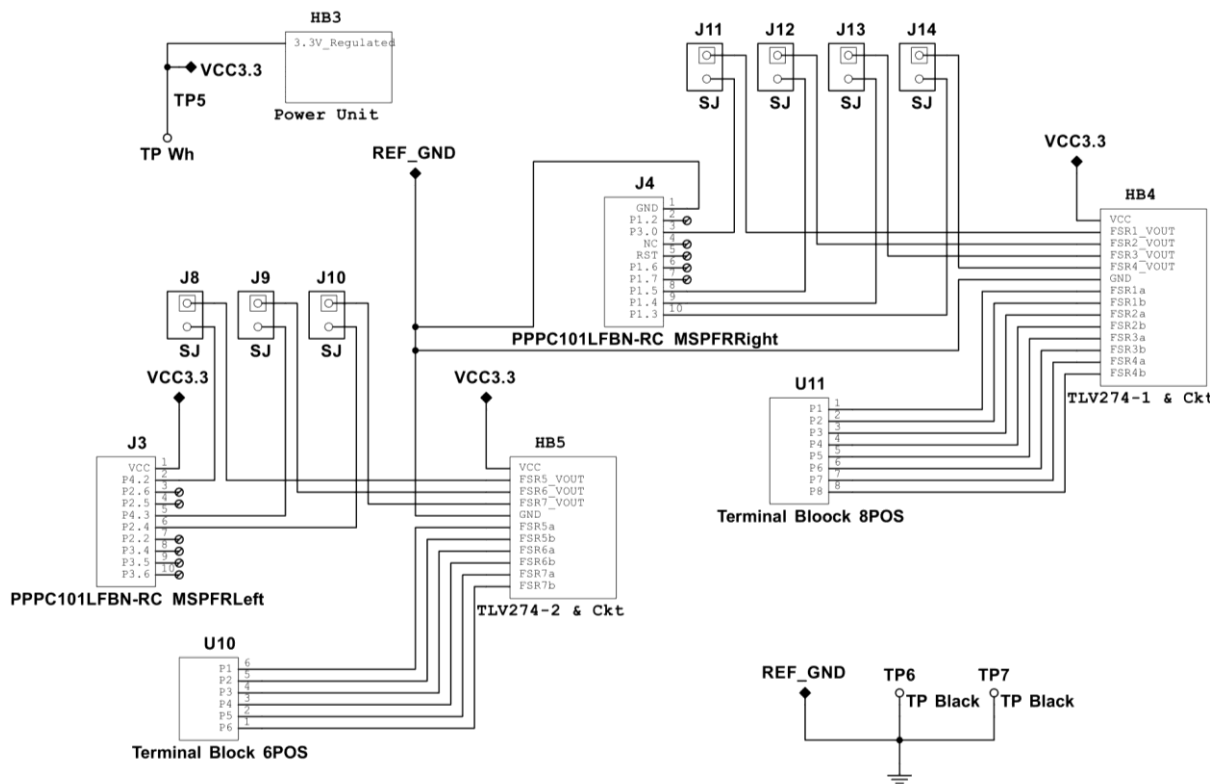 HB3
3.3V_Regulated
VCC3.3
TP5
Power Unit
TP Wh
REF_GND
J11
J12
J13
J14
SJ
SJ
SJ
SJ
J4
GND
1
P1.2
2
P3.0
3
NC
4
RST
5
P1.6
6
P1.7
7
P1.5
8
P1.4
9
P1.3
10
PPPC101LFBN-RC MSPFRRight
VCC3.3
HB4
VCC
FSR1_VOUT
FSR2_VOUT
FSR3_VOUT
FSR4_VOUT
GND
FSR1a
FSR1b
FSR2a
FSR2b
FSR3a
FSR3b
FSR4a
FSR4b
TLV274-1 & Ckt
J8
J9
J10
SJ
SJ
SJ
VCC3.3
J3
VCC
1
P4.2
2
P2.6
3
P2.5
4
P4.3
5
P2.4
6
P2.2
7
P3.4
8
P3.5
9
P3.6
10
PPPC101LFBN-RC MSPFRLeft
VCC3.3
HB5
VCC
FSR5_VOUT
FSR6_VOUT
FSR7_VOUT
GND
FSR5a
FSR5b
FSR6a
FSR6b
FSR7a
FSR7b
TLV274-2 & Ckt
U11
P1
1
P2
2
P3
3
P4
4
P5
5
P6
6
P7
7
P8
8
Terminal Bloock 8POS
U10
P1
6
P2
5
P3
4
P4
3
P5
2
P6
1
Terminal Block 6POS
REF_GND
TP6
TP Black
TP7
TP Black